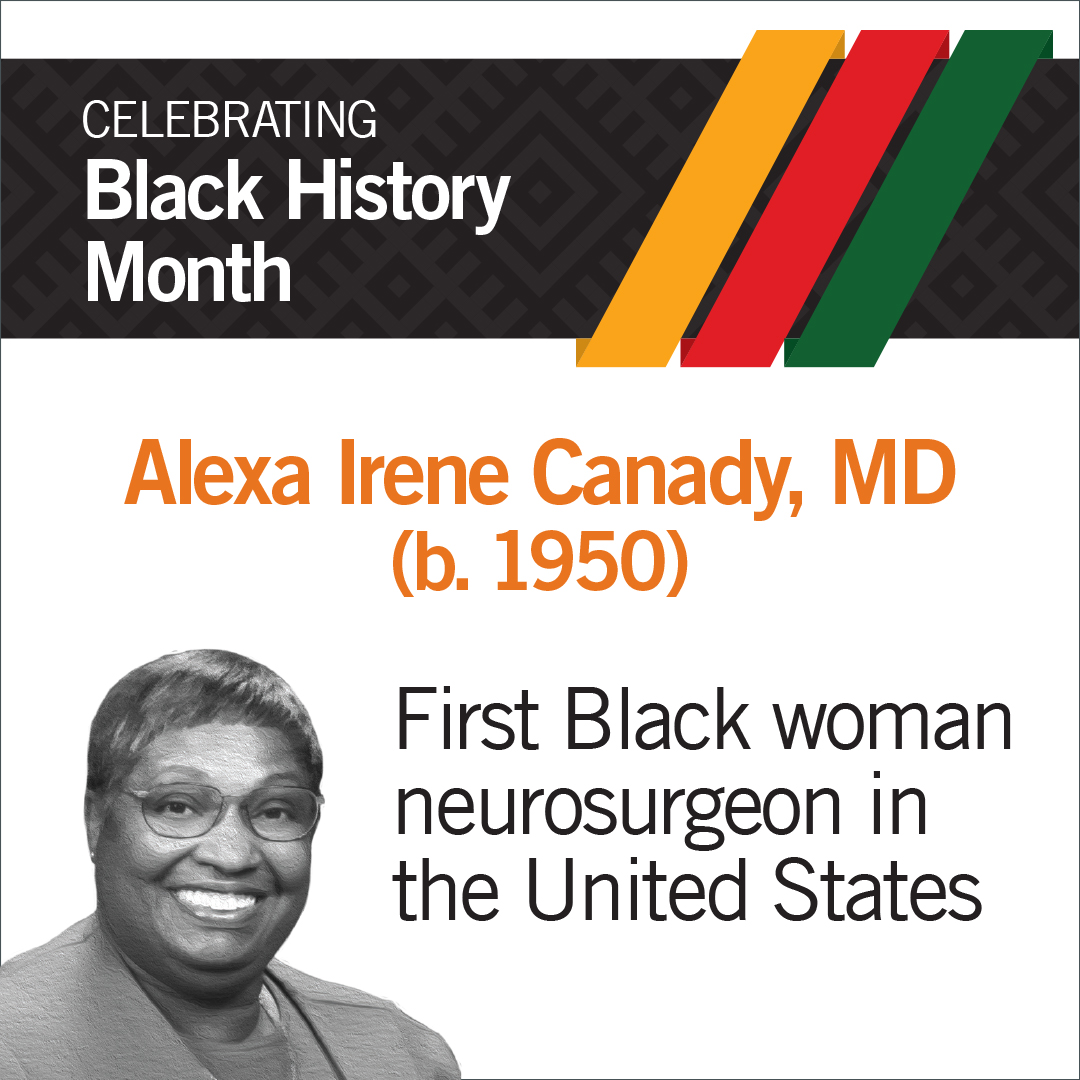 CELEBRATING
Black History
Month
Alexa Irene Canady, MD
(b. 1950)
First Black woman
neurosurgeon in
the United States